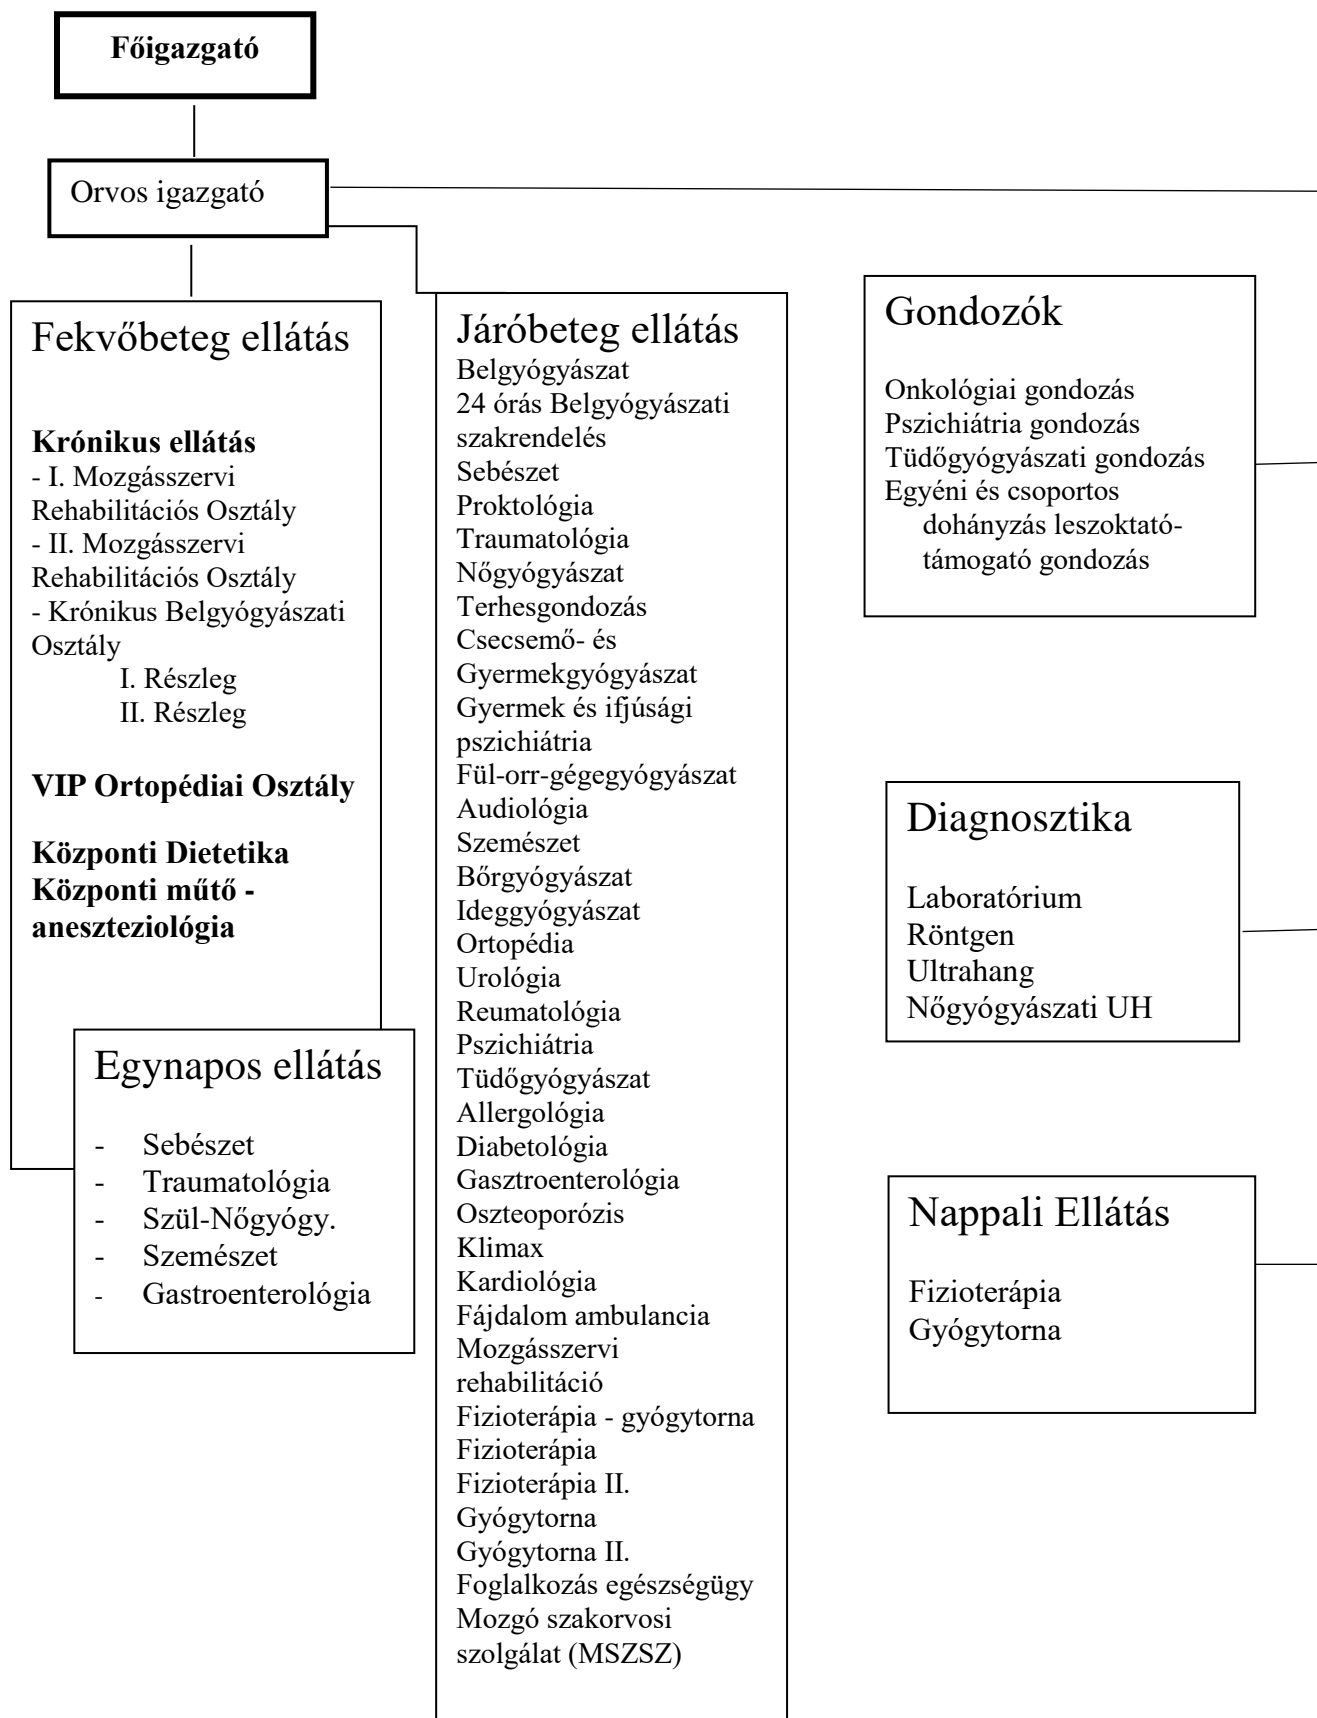 Főigazgató
Orvos igazgató
Fekvőbeteg ellátás
Krónikus ellátás
- I. Mozgásszervi
Rehabilitációs Osztály
- II. Mozgásszervi
Rehabilitációs Osztály
- Krónikus Belgyógyászati
Osztály
I. Részleg
II. Részleg
VIP Ortopédiai Osztály
Központi Dietetika
Központi műtő -
aneszteziológia
Egynapos ellátás
- Sebészet
- Traumatológia
- Szül-Nőgyógy.
- Szemészet
- Gastroenterológia
Járóbeteg ellátás
Belgyógyászat
24 órás Belgyógyászati
szakrendelés
Sebészet
Proktológia
Traumatológia
Nőgyógyászat
Terhesgondozás
Csecsemő- és
Gyermekgyógyászat
Gyermek és ifjúsági
pszichiátria
Fül-orr-gégegyógyászat
Audiológia
Szemészet
Bőrgyógyászat
Ideggyógyászat
Ortopédia
Urológia
Reumatológia
Pszichiátria
Tüdőgyógyászat
Allergológia
Diabetológia
Gasztroenterológia
Oszteoporózis
Klimax
Kardiológia
Fájdalom ambulancia
Mozgásszervi
rehabilitáció
Fizioterápia - gyógytorna
Fizioterápia
Fizioterápia II.
Gyógytorna
Gyógytorna II.
Foglalkozás egészségügy
Mozgó szakorvosi
szolgálat (MSZSZ)
Gondozók
Onkológiai gondozás
Pszichiátria gondozás
Tüdőgyógyászati gondozás
Egyéni és csoportos
dohányzás leszoktató-
támogató gondozás
Diagnosztika
Laboratórium
Röntgen
Ultrahang
Nőgyógyászati UH
Nappali Ellátás
Fizioterápia
Gyógytorna